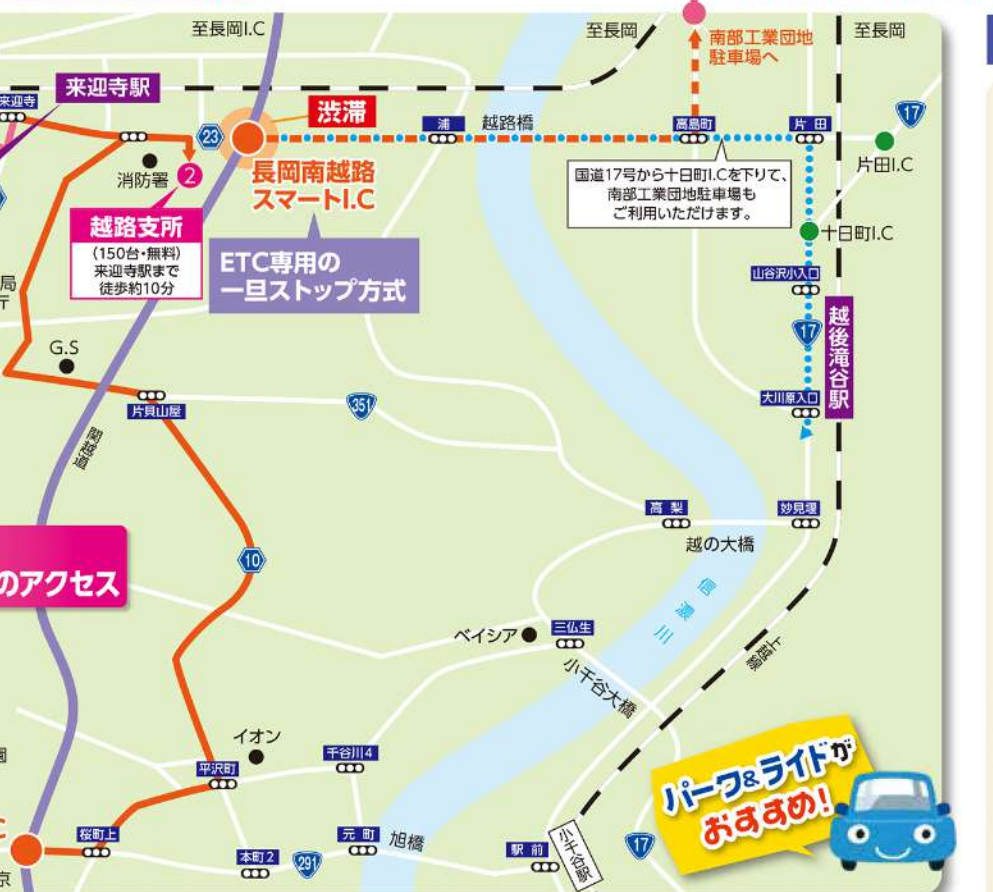 至長岡I.C
至長岡
南部工業団地
駐車場へ
至長岡
来迎寺駅
来迎寺
渋滞
23
浦
越路橋
高島町
片田
17
片田I.C
消防署
2
長岡南越路
スマートI.C
国道17号から十日町I.Cを下りて、
南部工業団地駐車場も
ご利用いただけます。
越路支所
(150台・無料)
来迎寺駅まで
徒歩約10分
ETC専用の
一旦ストップ方式
十日町I.C
山谷沢小入口
局
17
越後滝谷駅
G.S
大川原入口
351
片貝山屋
関越道
高梨
妙見堰
越の大橋
10
のアクセス
信濃川
ベイシア
三仏生
小千谷大橋
上越線
イオン
千谷川4
平沢町
パーク&ライドが
おすすめ!
C
桜町上
元町
旭橋
本町2
291
駅前
小千谷駅
17
京